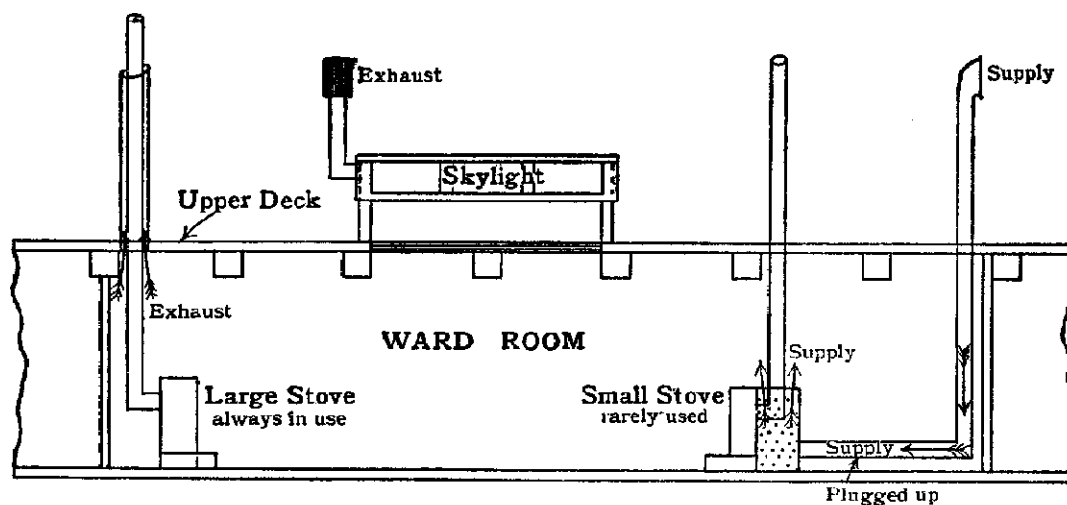 Exhaust
Supply
Skylight
Upper Deck
Exhaust
WARD ROOM
Supply
Large Stove
always in use
Small Stove
rarely used
Supply
Plugged up